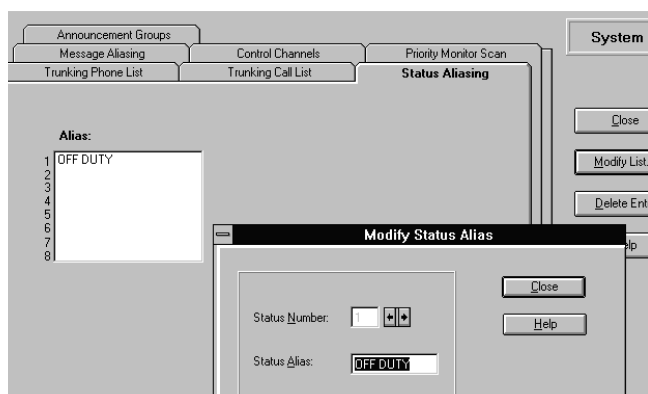 Announcement Groups
System
Message Aliasing
Control Channels
Priority Monitor Scan
Trunking Phone List
Trunking Call List
Status Aliasing
Close
Alias:
1 OFF DUTY
Modify List.
2
3
4
Delete Ent
5
6
7
8
Modify Status Alias
elp
Close
Status Number: 1
Help
Status Alias: OFF DUTY